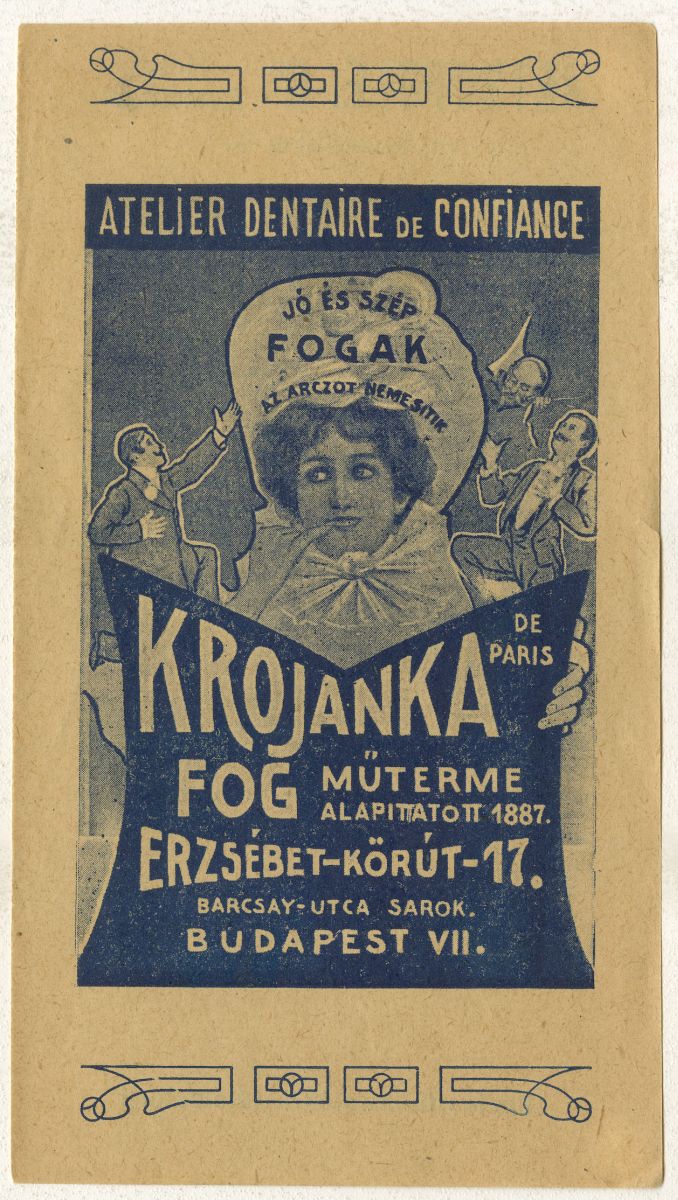 ATELIER DENTAIRE DE CONFIANCE
JÓ ÉS SZÉP
FOGAK
AZ ARCZOT NEMESÍTIK
KROJANKA
DE
PARIS
FOG MŰTERME
ALAPITTATOTT 1887.
ERZSÉBET-KÖRÚT-17.
BARCSAY-UTCA SAROK.
BUDAPEST VII.